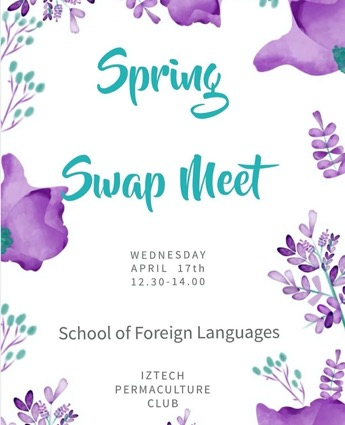 Spring
Swap Meet
WEDNESDAY
APRIL 17th
12.30-14.00
School of Foreign Languages
IZTECH
PERMACULTURE
CLUB